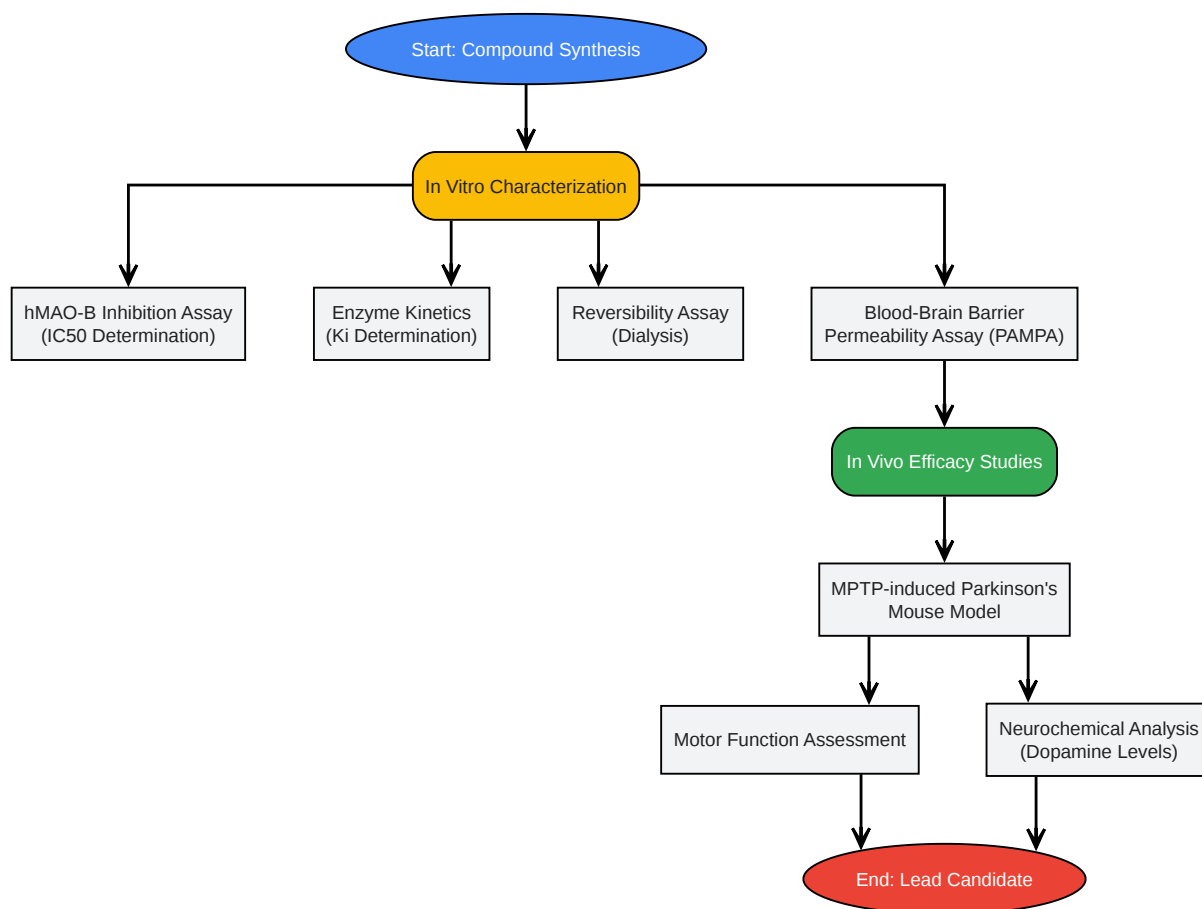 Start: Compound Synthesis
In Vitro Characterization
hMAO-B Inhibition Assay
(IC50 Determination)
Enzyme Kinetics
(Ki Determination)
Reversibility Assay
(Dialysis)
Blood-Brain Barrier
Permeability Assay (PAMPA)
In Vivo Efficacy Studies
MPTP-induced Parkinson's
Mouse Model
Motor Function Assessment
Neurochemical Analysis
(Dopamine Levels)
End: Lead Candidate